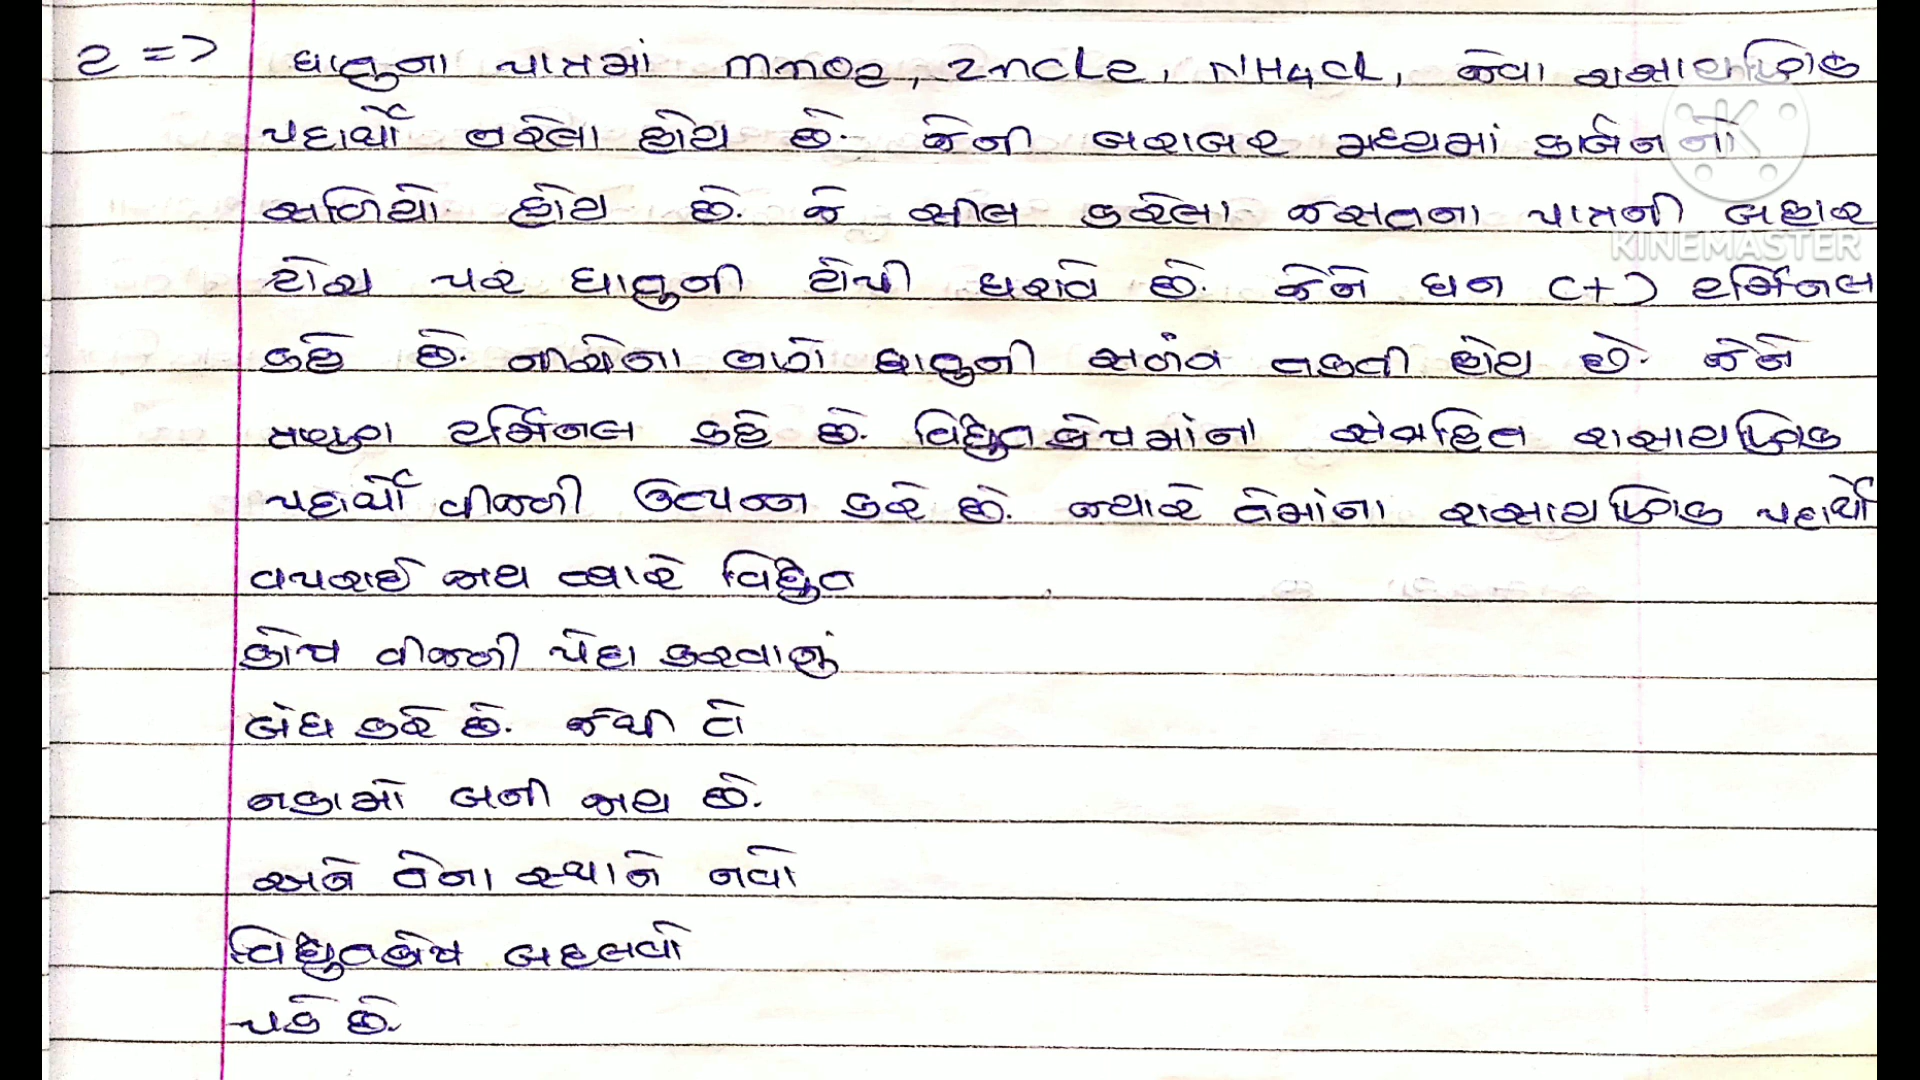 2 => ધાતુના પાત્રમાં MnO2, ZnCl2, NH4Cl, જેવા રાસાયણિક
પદાર્થો ભરેલા હોય છે. જેની બરાબર મધ્યમાં કાર્બનનો
સળિયો હોય છે. જે સીલ કરેલા જસતના પાત્રની બહાર
ટોચ પર ધાતુની ટોપી ધરાવે છે. જેને ધન (+) ટર્મિનલ
કહે છે. નીચેના ભાગે ધાતુની સળંગ તકતી હોય છે. જેને
ઋણ ટર્મિનલ કહે છે. વિદ્યુતકોષમાંના સંગ્રહિત રાસાયણિક
પદાર્થો વીજળી ઉત્પન્ન કરે છે. જ્યારે તેમાંના રાસાયણિક પદાર્થો
વપરાઈ જાય ત્યારે વિદ્યુત
કોષ વીજળી પેદા કરવાનું
બંધ કરે છે. જેથી તે
નકામો બની જાય છે.
અને તેના સ્થાને નવો
વિદ્યુતકોષ બદલવો
પડે છે.
KINEMASTER